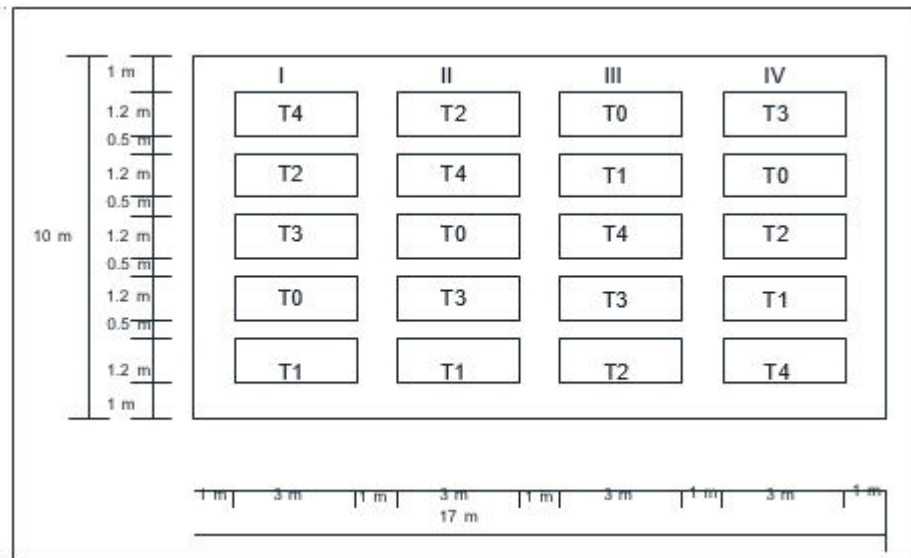 1 m I II III IV
1.2 m T4 T2 T0 T3
0.5 m
1.2 m T2 T4 T1 T0
0.5 m
10 m 1.2 m T3 T0 T4 T2
0.5 m
1.2 m T0 T3 T3 T1
0.5 m
1.2 m T1 T1 T2 T4
1 m
1 m 3 m 1 m 3 m 1 m 3 m 1 m 3 m 1 m
17 m